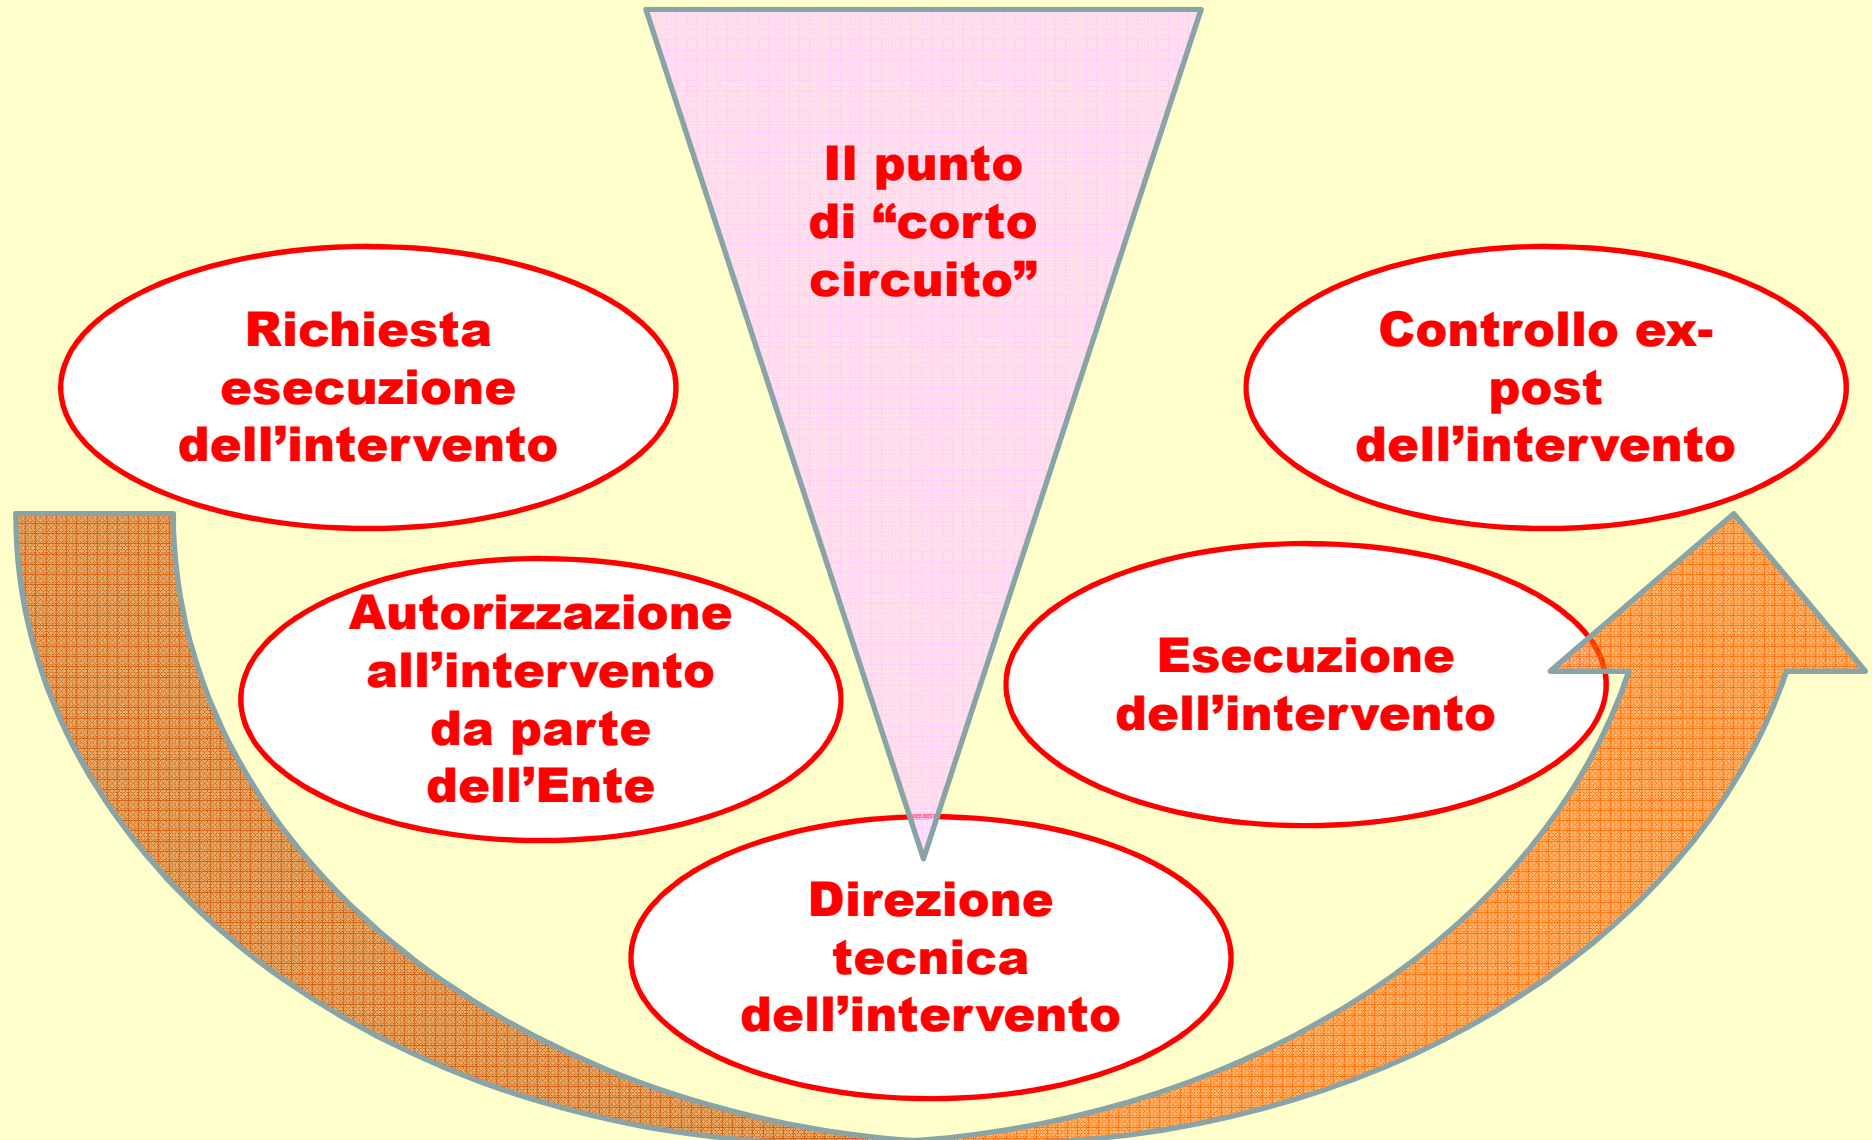 Il punto
di “corto
circuito”
Richiesta
esecuzione
dell’intervento
Autorizzazione
all’intervento
da parte
dell’Ente
Direzione
tecnica
dell’intervento
Esecuzione
dell’intervento
Controllo ex-
post
dell’intervento